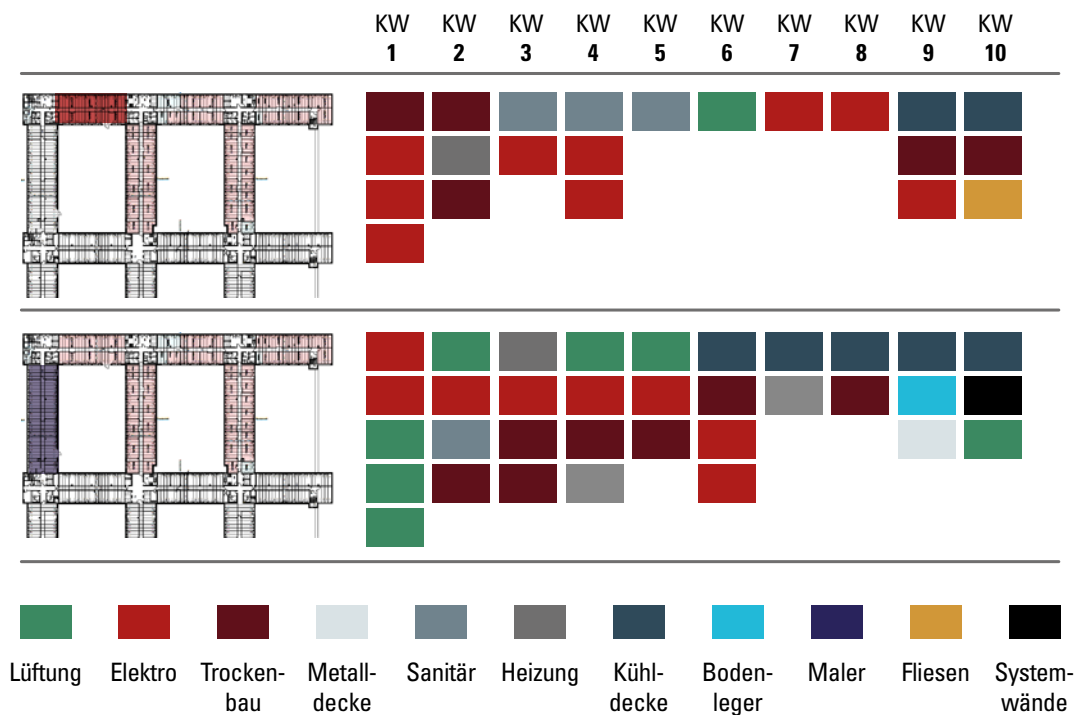 KW KW KW KW KW KW KW KW KW KW
1 2 3 4 5 6 7 8 9 10
Lüftung Elektro Trocken- Metall- Sanitär Heizung Kühl- Boden- Maler Fliesen System-
bau decke decke leger wände